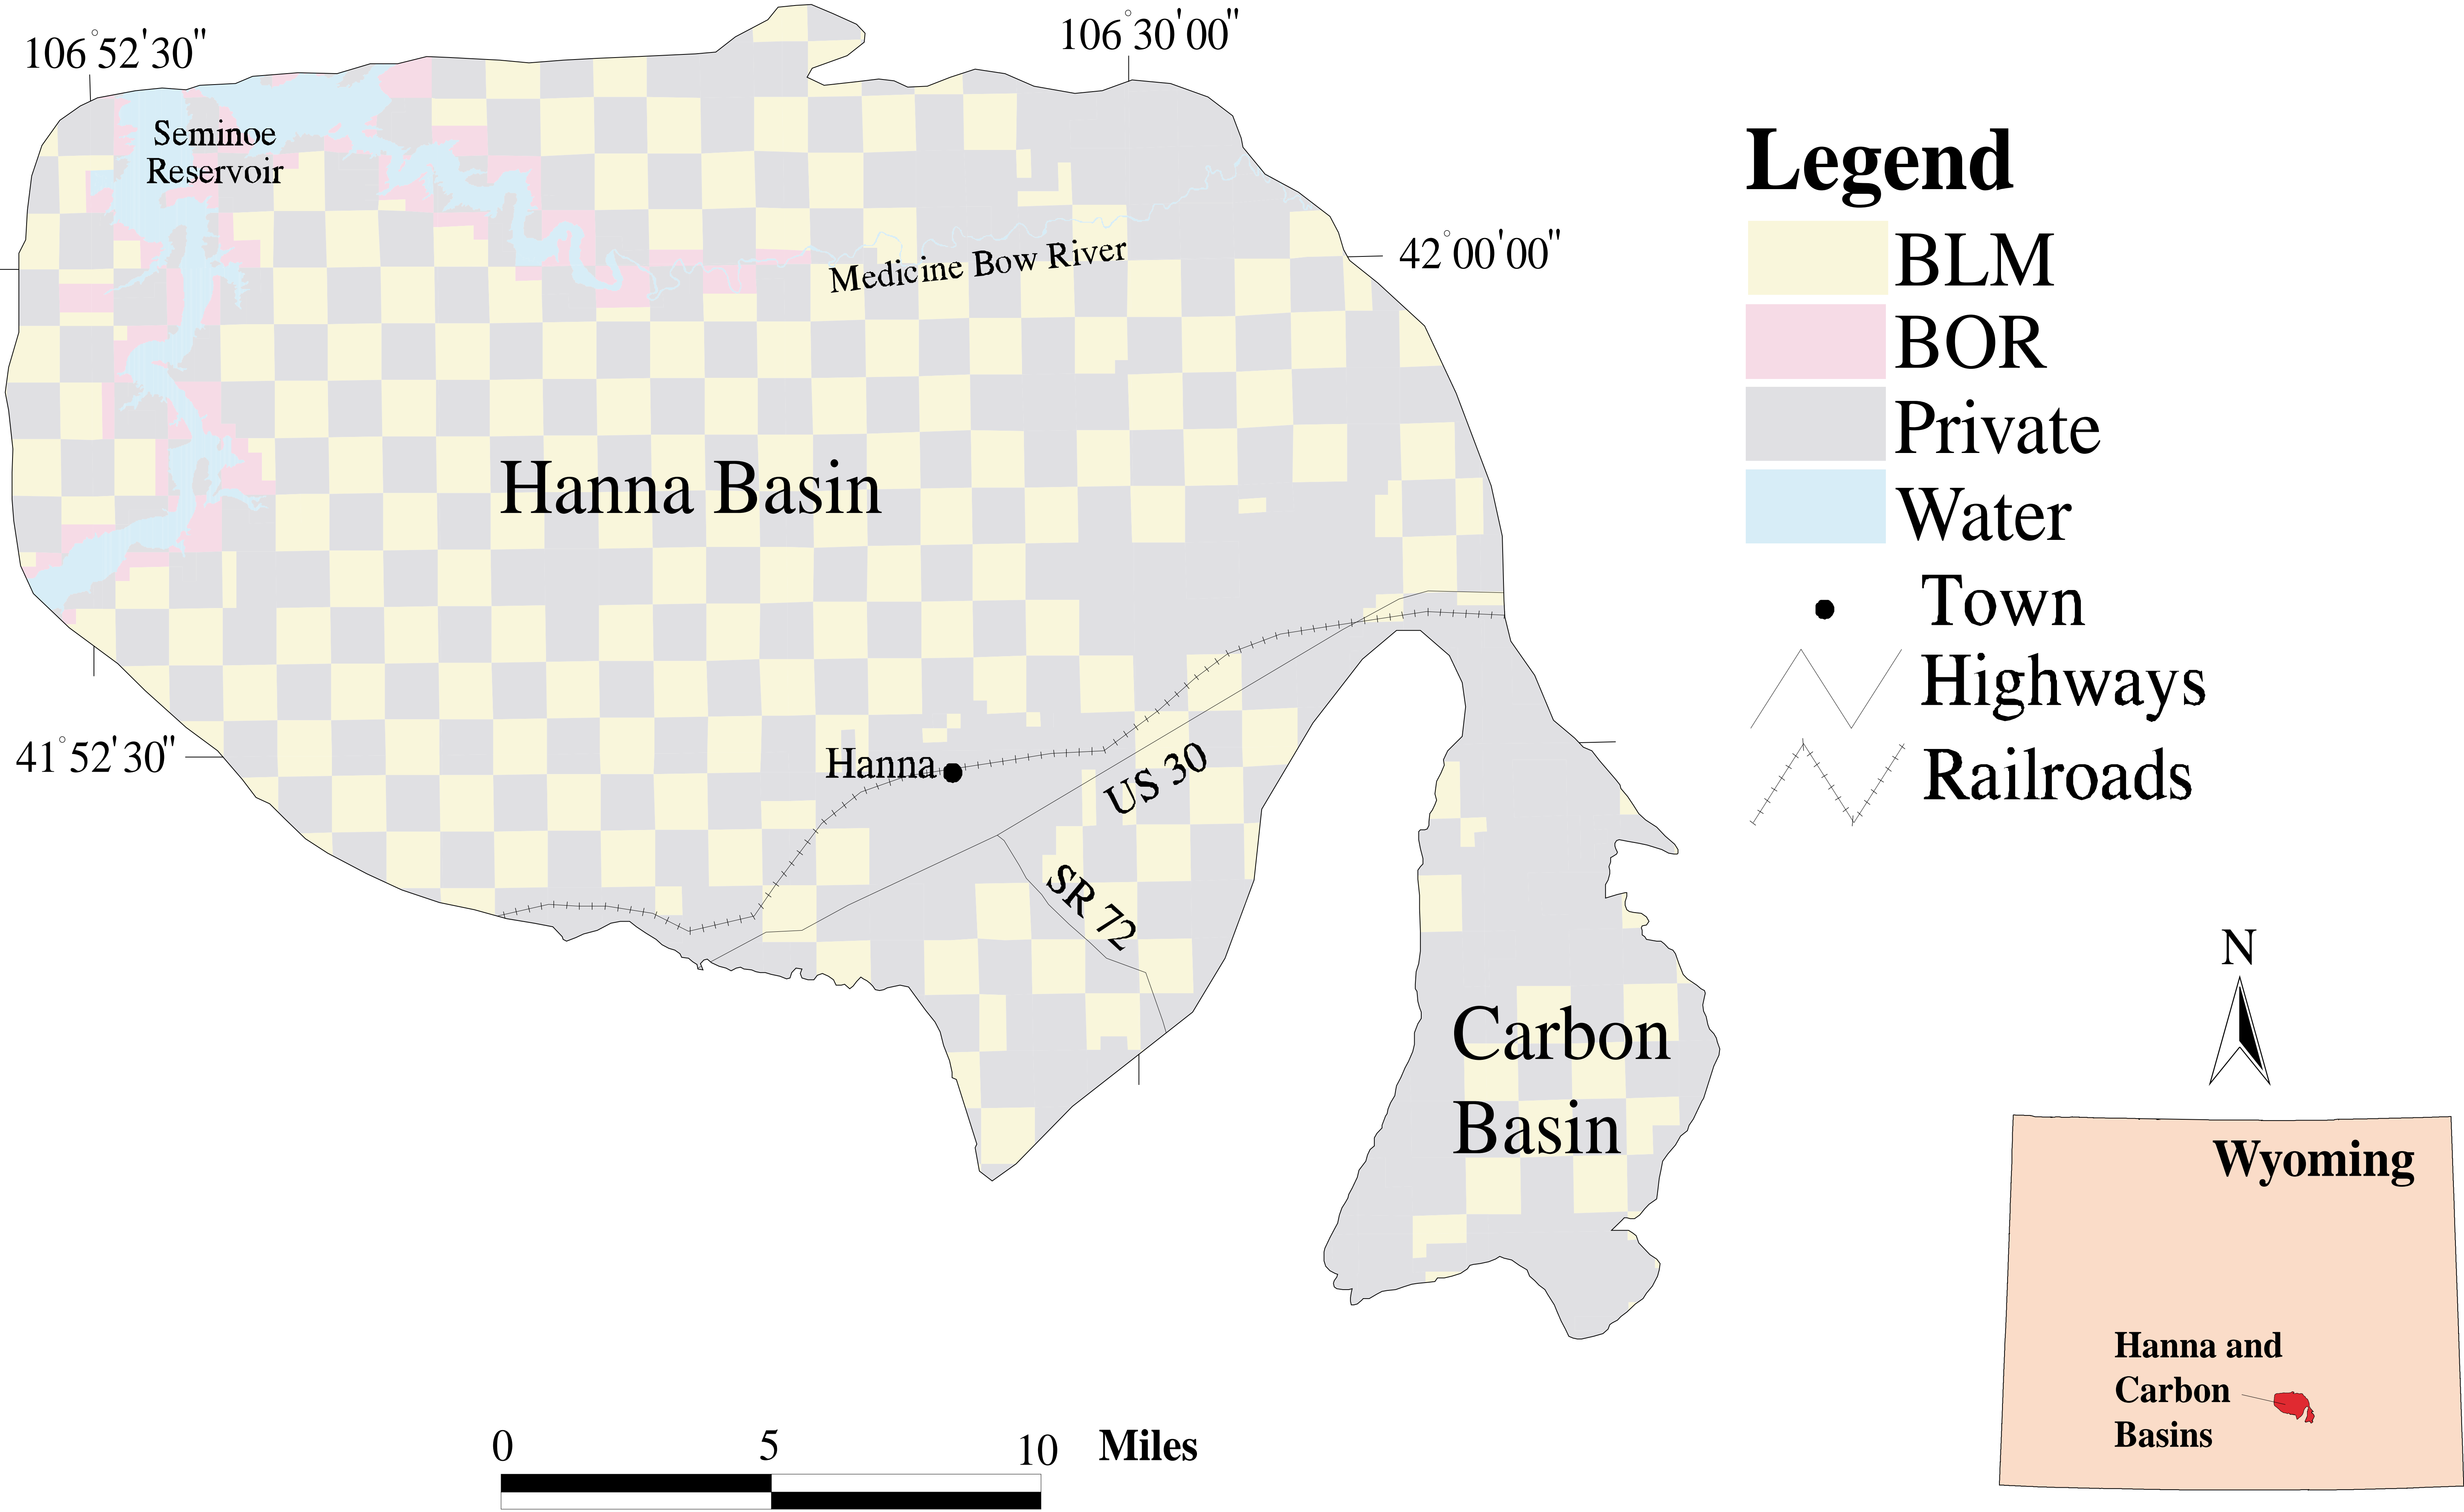 106°52'30"
106°30'00"
Seminoe
Reservoir
Medicine Bow River
42°00'00"
Hanna Basin
41°52'30"
Hanna
US 30
SR 72
Carbon
Basin
Legend
BLM
BOR
Private
Water
Town
Highways
Railroads
N
Wyoming
Hanna and
Carbon
Basins
0 5 10 Miles